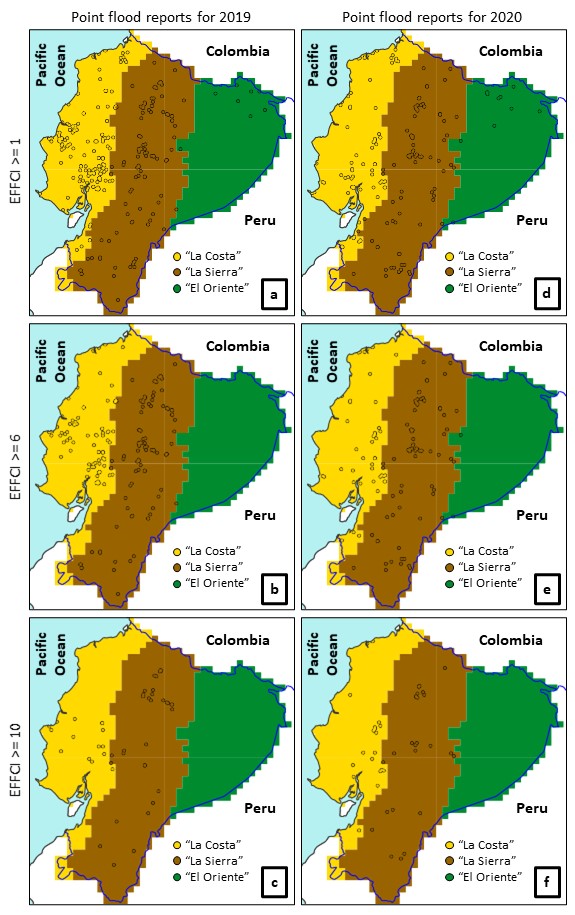 Point flood reports for 2019
Point flood reports for 2020
EFFCI >= 1
Pacific
Ocean
Colombia
Peru
"La Costa"
"La Sierra"
"El Oriente"
a
Pacific
Ocean
Colombia
Peru
"La Costa"
"La Sierra"
"El Oriente"
d
EFFCI >= 6
Pacific
Ocean
Colombia
Peru
"La Costa"
"La Sierra"
"El Oriente"
b
Pacific
Ocean
Colombia
Peru
"La Costa"
"La Sierra"
"El Oriente"
e
EFFCI >= 10
Pacific
Ocean
Colombia
Peru
"La Costa"
"La Sierra"
"El Oriente"
c
Pacific
Ocean
Colombia
Peru
"La Costa"
"La Sierra"
"El Oriente"
f